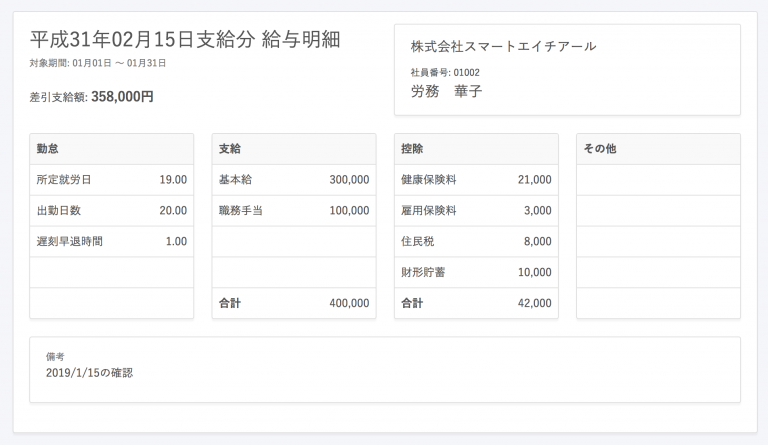 平成31年02月15日支給分 給与明細
対象期間: 01月01日 〜 01月31日
差引支給額: 358,000円
株式会社スマートエイチアール
社員番号: 01002
労務　華子
勤怠
所定就労日 19.00
出勤日数 20.00
遅刻早退時間 1.00
支給
基本給 300,000
職務手当 100,000
合計 400,000
控除
健康保険料 21,000
雇用保険料 3,000
住民税 8,000
財形貯蓄 10,000
合計 42,000
その他
備考
2019/1/15の確認